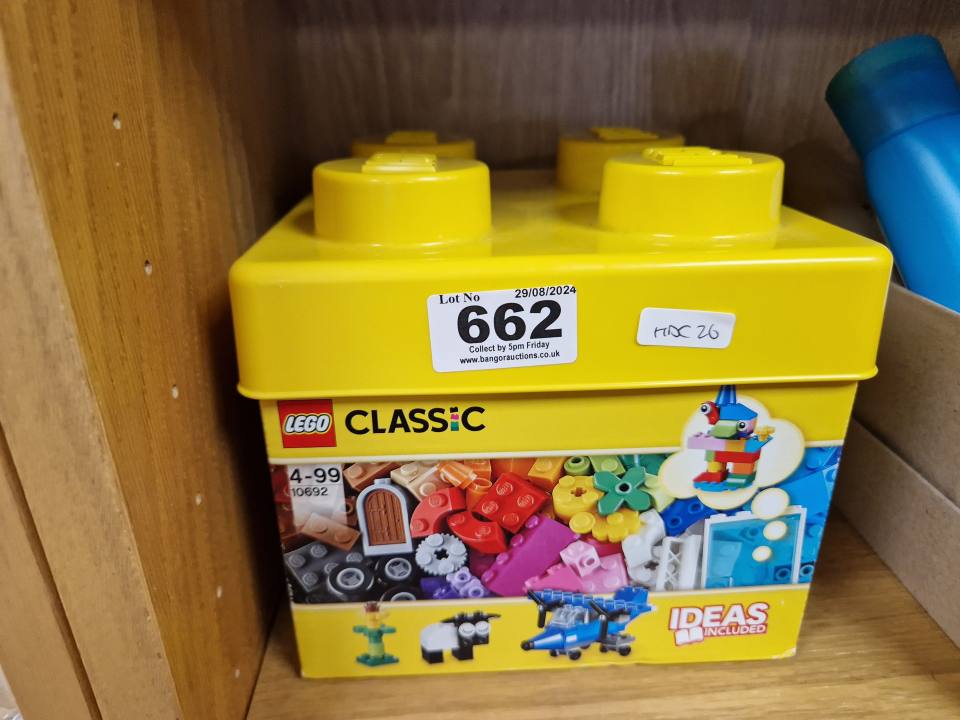 Lot No 29/08/2024
662
Collect by 5pm Friday
www.bangorauctions.co.uk
HDC 26
LEGO CLASSIC
4-99
10692
IDEAS
INCLUDED